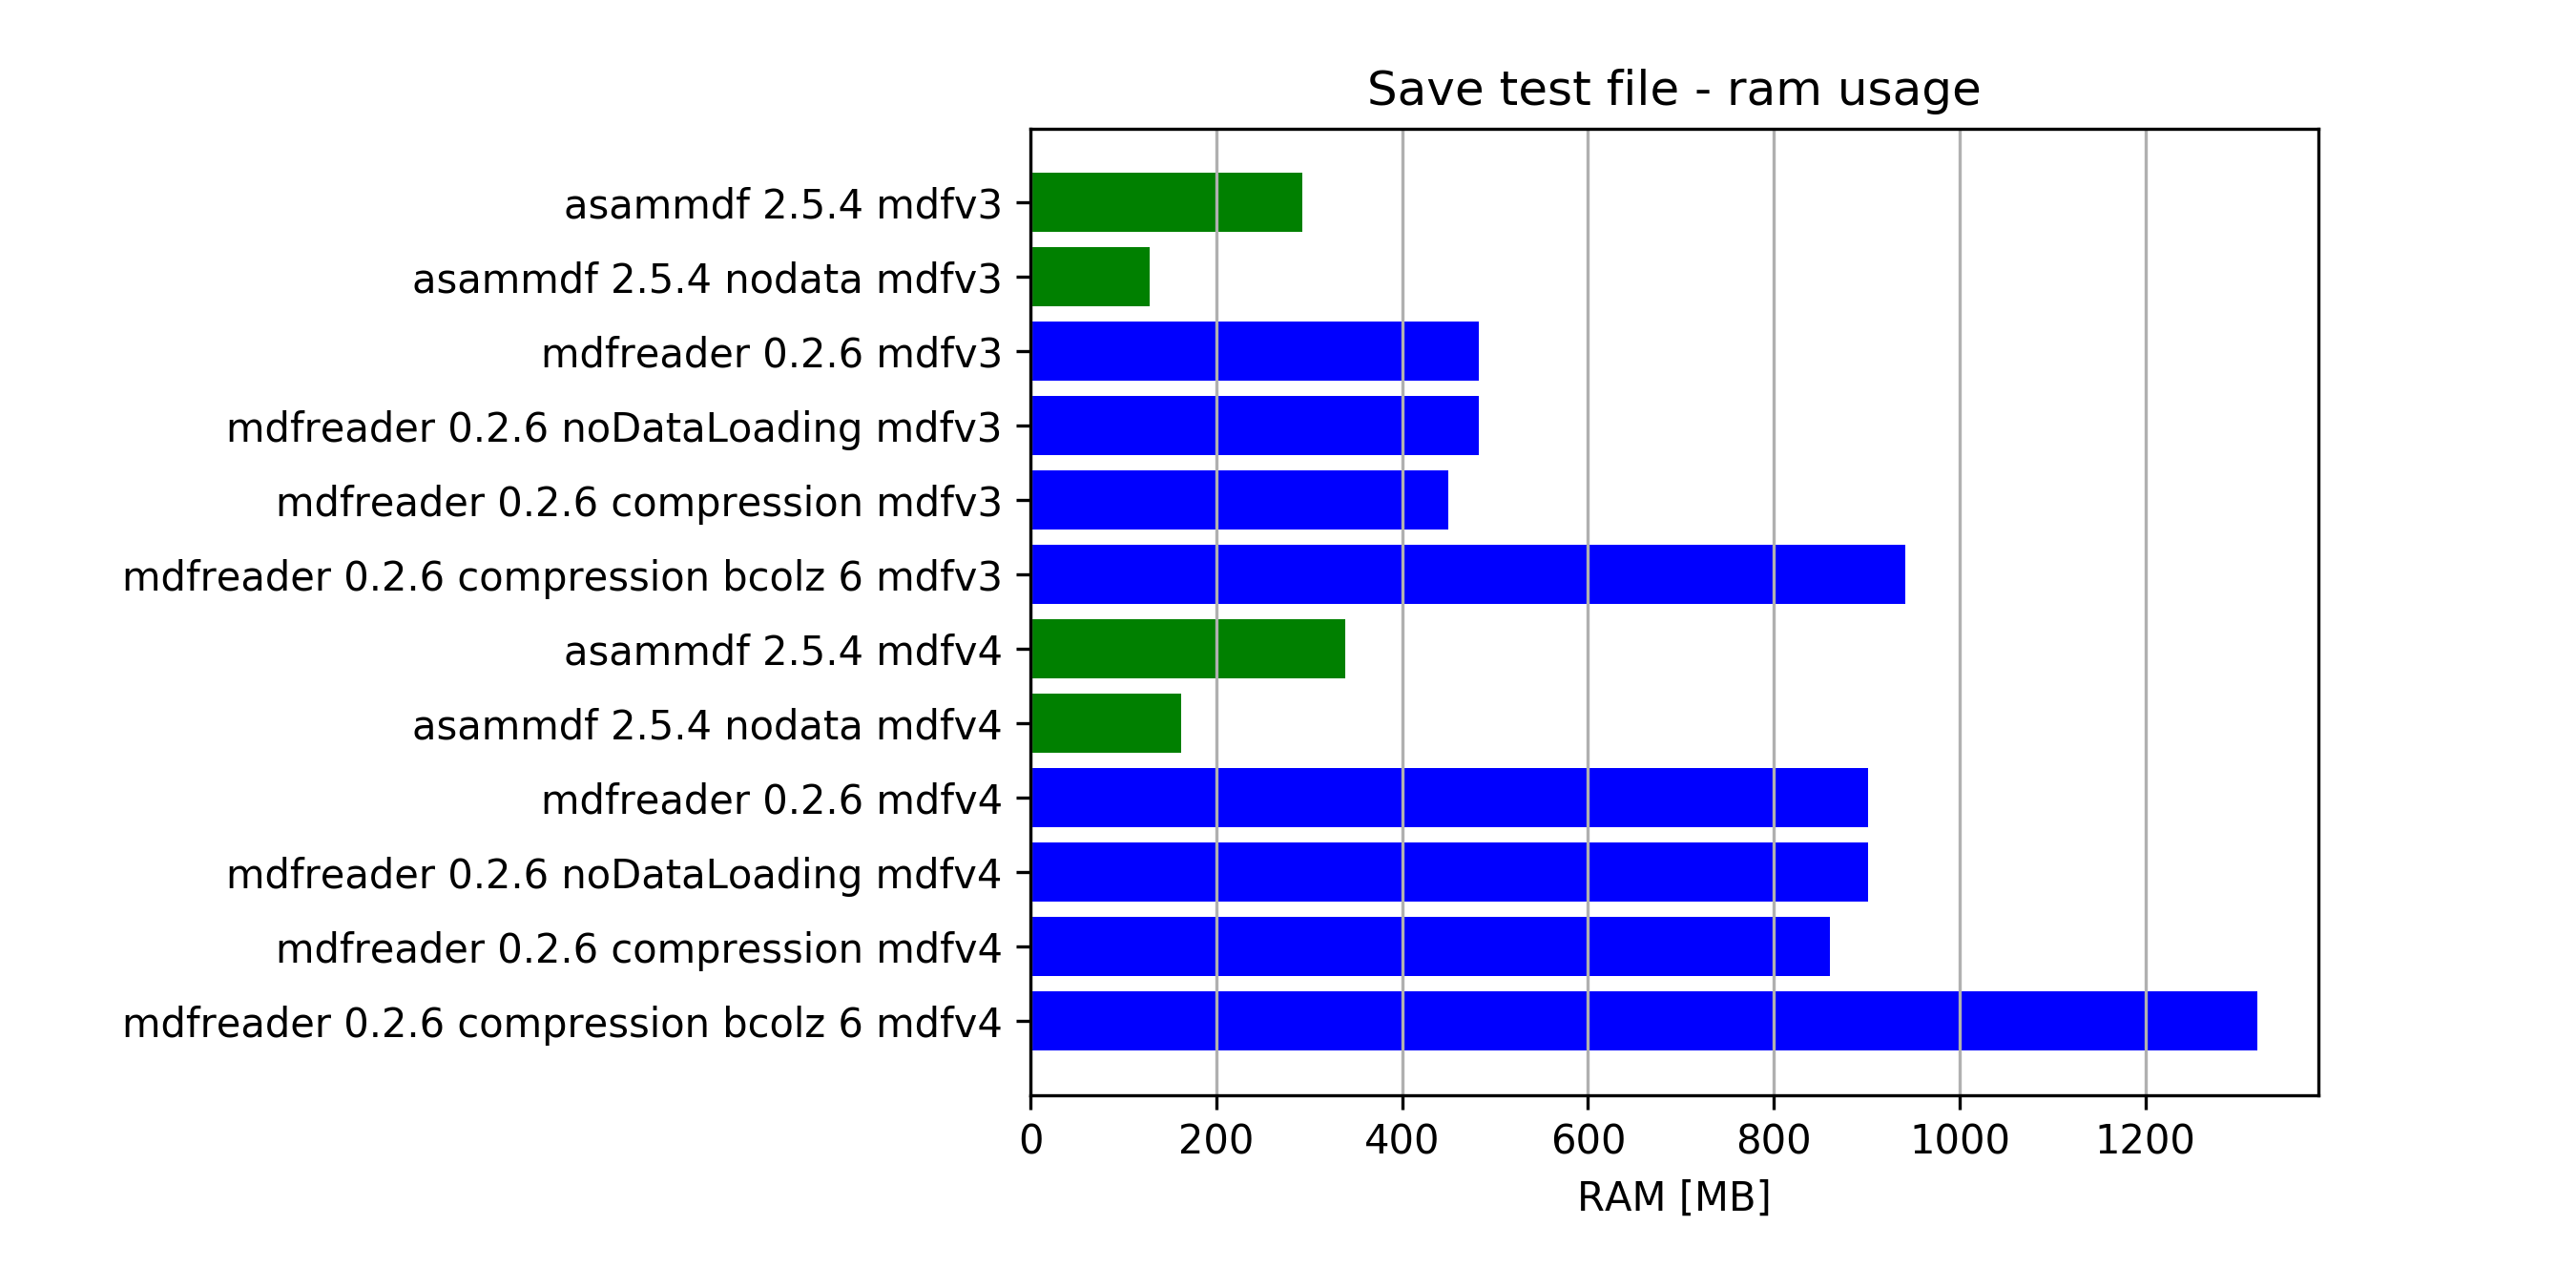 Save test file - ram usage
asammdf 2.5.4 mdfv3
asammdf 2.5.4 nodata mdfv3
mdfreader 0.2.6 mdfv3
mdfreader 0.2.6 noDataLoading mdfv3
mdfreader 0.2.6 compression mdfv3
mdfreader 0.2.6 compression bcolz 6 mdfv3
asammdf 2.5.4 mdfv4
asammdf 2.5.4 nodata mdfv4
mdfreader 0.2.6 mdfv4
mdfreader 0.2.6 noDataLoading mdfv4
mdfreader 0.2.6 compression mdfv4
mdfreader 0.2.6 compression bcolz 6 mdfv4
0 200 400 600 800 1000 1200
RAM [MB]